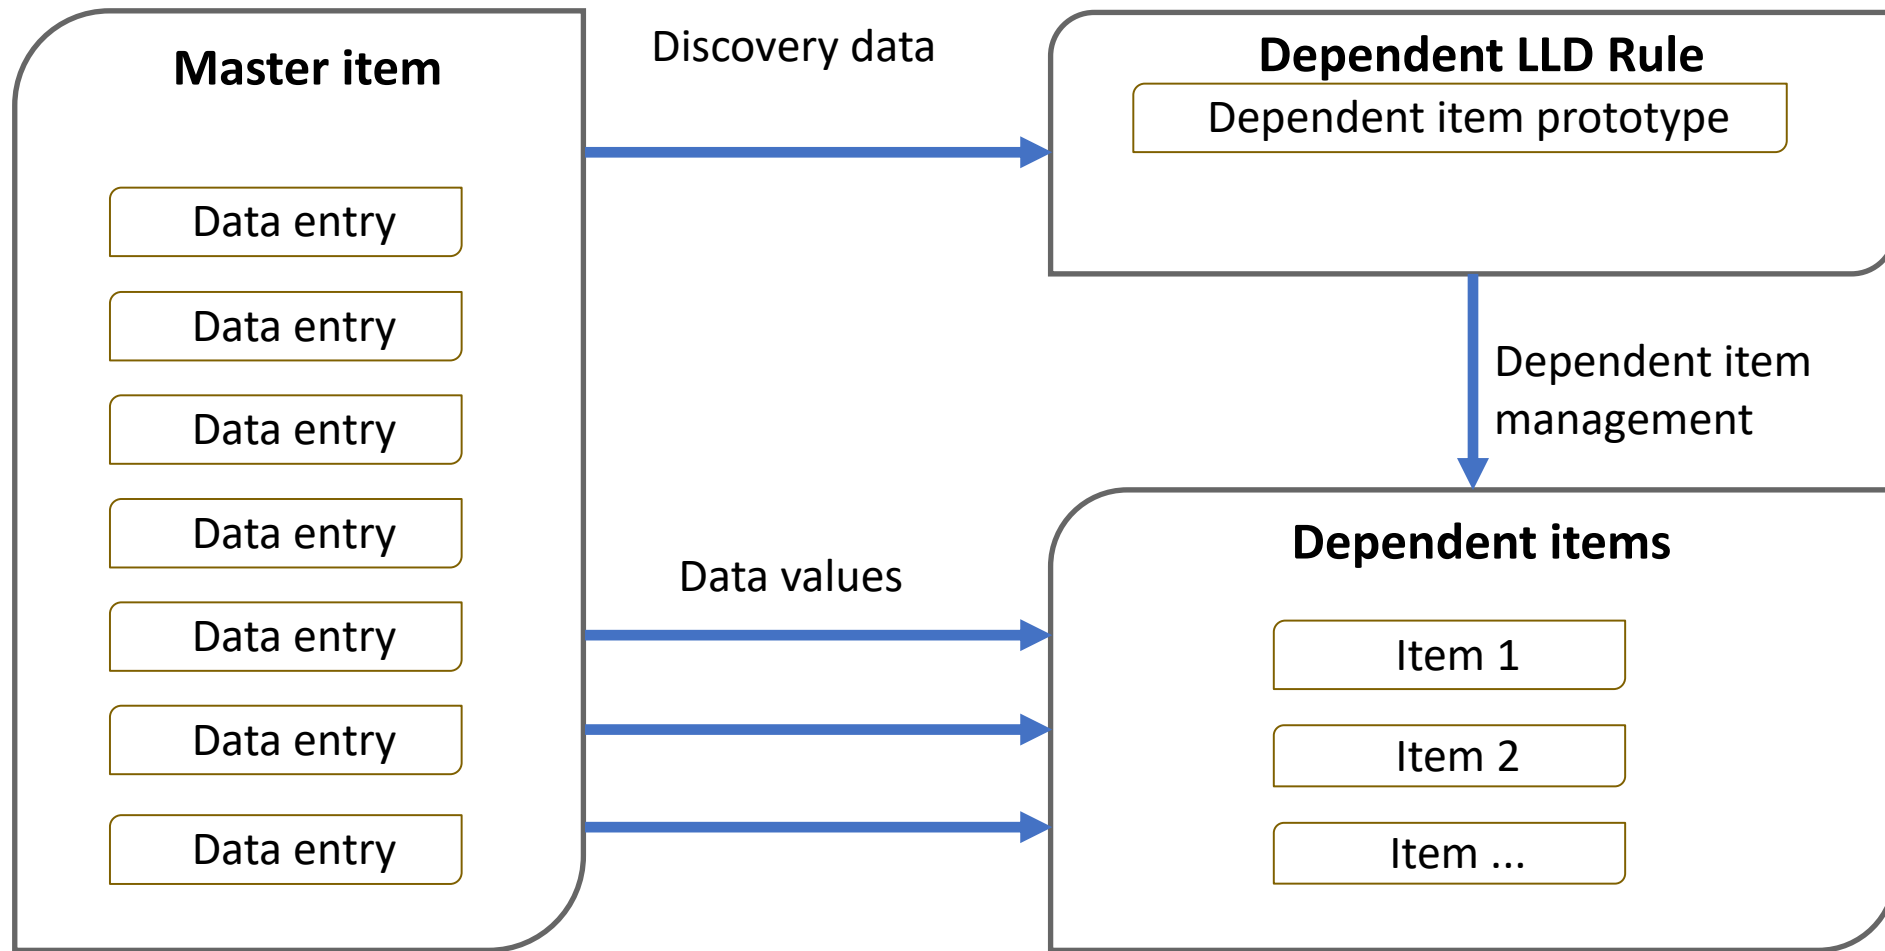 Master item
Data entry
Data entry
Data entry
Data entry
Data entry
Data entry
Data entry
Discovery data
Data values
Dependent LLD Rule
Dependent item prototype
Dependent item
management
Dependent items
Item 1
Item 2
Item ...